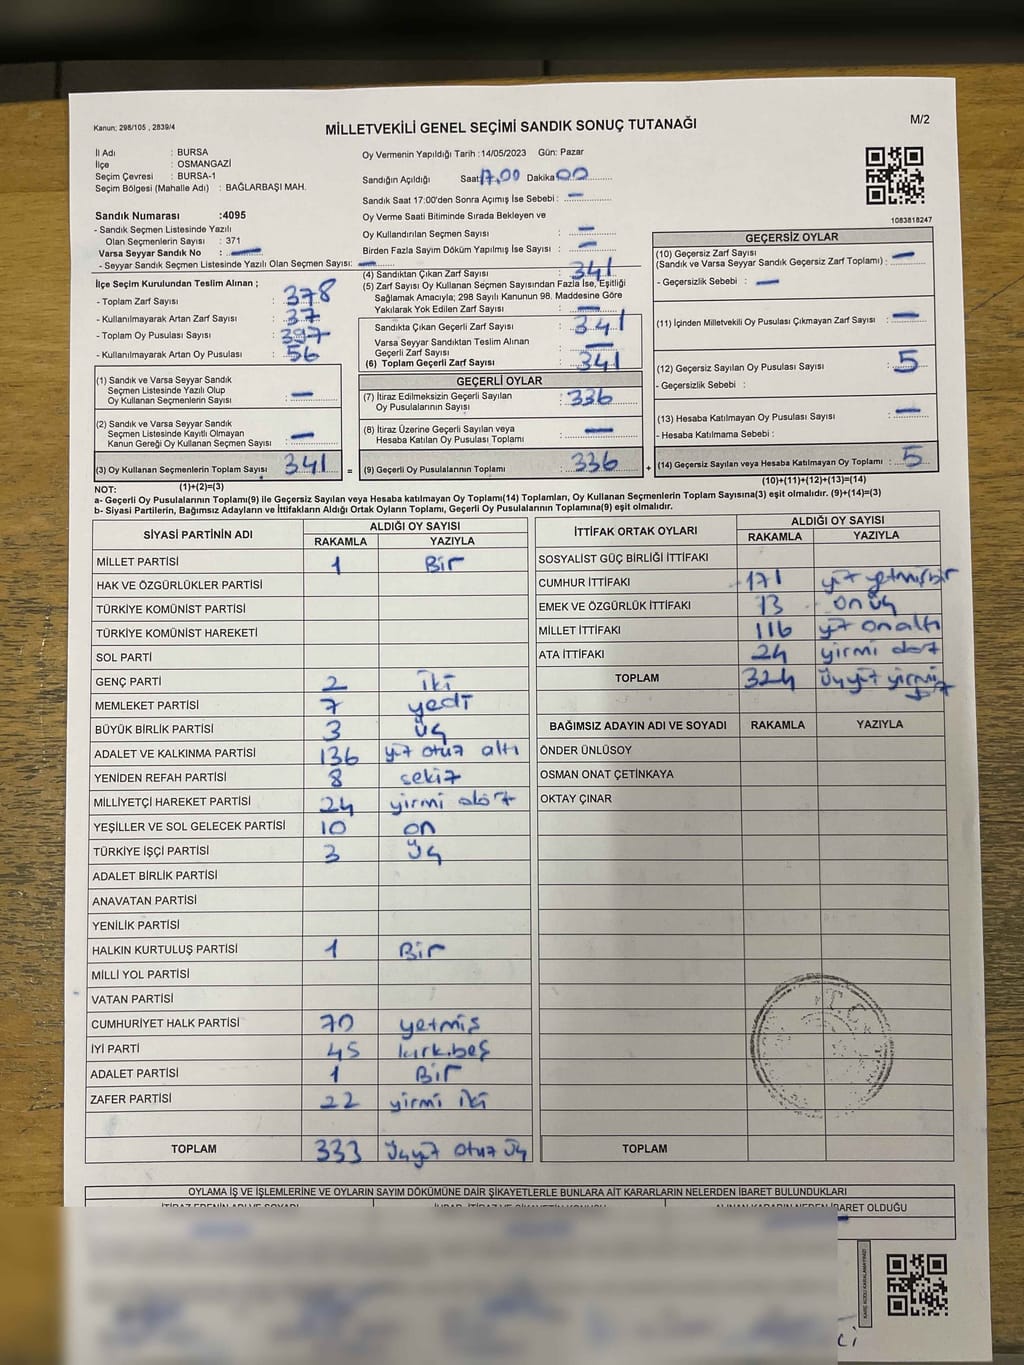 Kanun; 298/105 , 2839/4
MİLLETVEKİLİ GENEL SEÇİMİ SANDIK SONUÇ TUTANAĞI
M/2
İl Adı : BURSA
İlçe : OSMANGAZİ
Seçim Çevresi : BURSA-1
Seçim Bölgesi (Mahalle Adı) : BAĞLARBAŞI MAH.
Sandık Numarası :4095
- Sandık Seçmen Listesinde Yazılı
Olan Seçmenlerin Sayısı : 371
Varsa Seyyar Sandık No : —
- Seyyar Sandık Seçmen Listesinde Yazılı Olan Seçmen Sayısı: —
İlçe Seçim Kurulundan Teslim Alınan ;
- Toplam Zarf Sayısı : 378
- Kullanılmayarak Artan Zarf Sayısı : 37
- Toplam Oy Pusulası Sayısı : 397
- Kullanılmayarak Artan Oy Pusulası : 56
(1) Sandık ve Varsa Seyyar Sandık
Seçmen Listesinde Yazılı Olup
Oy Kullanan Seçmenlerin Sayısı : —
(2) Sandık ve Varsa Seyyar Sandık
Seçmen Listesinde Kayıtlı Olmayan
Kanun Gereği Oy Kullanan Seçmen Sayısı : —
(3) Oy Kullanan Seçmenlerin Toplam Sayısı : 341 =
(1)+(2)=(3)
Oy Vermenin Yapıldığı Tarih :14/05/2023 Gün: Pazar
Sandığın Açıldığı Saat:17.00 Dakika:00
Sandık Saat 17:00'den Sonra Açımış İse Sebebi : —
Oy Verme Saati Bitiminde Sırada Bekleyen ve
Oy Kullandırılan Seçmen Sayısı : —
Birden Fazla Sayım Döküm Yapılmış İse Sayısı : —
(4) Sandıktan Çıkan Zarf Sayısı : 341
(5) Zarf Sayısı Oy Kullanan Seçmen Sayısından Fazla İse, Eşitliği
Sağlamak Amacıyla; 298 Sayılı Kanunun 98. Maddesine Göre
Yakılarak Yok Edilen Zarf Sayısı : —
Sandıkta Çıkan Geçerli Zarf Sayısı : 341
Varsa Seyyar Sandıktan Teslim Alınan
Geçerli Zarf Sayısı : —
(6) Toplam Geçerli Zarf Sayısı : 341
GEÇERLİ OYLAR
(7) İtiraz Edilmeksizin Geçerli Sayılan
Oy Pusulalarının Sayısı : 336
(8) İtiraz Üzerine Geçerli Sayılan veya
Hesaba Katılan Oy Pusulası Toplamı : —
(9) Geçerli Oy Pusulalarının Toplamı : 336 +
1083818247
GEÇERSİZ OYLAR
(10) Geçersiz Zarf Sayısı
(Sandık ve Varsa Seyyar Sandık Geçersiz Zarf Toplamı) : —
- Geçersizlik Sebebi : —
(11) İçinden Milletvekili Oy Pusulası Çıkmayan Zarf Sayısı : —
(12) Geçersiz Sayılan Oy Pusulası Sayısı : 5
- Geçersizlik Sebebi :
(13) Hesaba Katılmayan Oy Pusulası Sayısı : —
- Hesaba Katılmama Sebebi :
(14) Geçersiz Sayılan veya Hesaba Katılmayan Oy Toplamı : 5
(10)+(11)+(12)+(13)=(14)
NOT:
a- Geçerli Oy Pusulalarının Toplamı(9) ile Geçersiz Sayılan veya Hesaba katılmayan Oy Toplamı(14) Toplamları, Oy Kullanan Seçmenlerin Toplam Sayısına(3) eşit olmalıdır. (9)+(14)=(3)
b- Siyasi Partilerin, Bağımsız Adayların ve İttifakların Aldığı Ortak Oyların Toplamı, Geçerli Oy Pusulalarının Toplamına(9) eşit olmalıdır.
SİYASİ PARTİNİN ADI ALDIĞI OY SAYISI
RAKAMLA YAZIYLA
MİLLET PARTİSİ 1 Bir
HAK VE ÖZGÜRLÜKLER PARTİSİ
TÜRKİYE KOMÜNİST PARTİSİ
TÜRKİYE KOMÜNİST HAREKETİ
SOL PARTİ
GENÇ PARTİ 2 iki
MEMLEKET PARTİSİ 7 yedi
BÜYÜK BİRLİK PARTİSİ 3 üç
ADALET VE KALKINMA PARTİSİ 136 yüz otuz altı
YENİDEN REFAH PARTİSİ 8 sekiz
MİLLİYETÇİ HAREKET PARTİSİ 24 yirmi dört
YEŞİLLER VE SOL GELECEK PARTİSİ 10 on
TÜRKİYE İŞÇİ PARTİSİ 3 üç
ADALET BİRLİK PARTİSİ
ANAVATAN PARTİSİ
YENİLİK PARTİSİ
HALKIN KURTULUŞ PARTİSİ 1 Bir
MİLLİ YOL PARTİSİ
VATAN PARTİSİ
CUMHURİYET HALK PARTİSİ 70 yetmiş
İYİ PARTİ 45 kırk.beş
ADALET PARTİSİ 1 Bir
ZAFER PARTİSİ 22 yirmi iki
TOPLAM 333 Üçyüz otuz üç
İTTİFAK ORTAK OYLARI ALDIĞI OY SAYISI
RAKAMLA YAZIYLA
SOSYALİST GÜÇ BİRLİĞİ İTTİFAKI
CUMHUR İTTİFAKI 171 yüz yetmişbir
EMEK VE ÖZGÜRLÜK İTTİFAKI 13 on üç
MİLLET İTTİFAKI 116 yüz onaltı
ATA İTTİFAKI 24 yirmi dört
TOPLAM 324 Üçyüz yirmi
BAĞIMSIZ ADAYIN ADI VE SOYADI RAKAMLA YAZIYLA
ÖNDER ÜNLÜSOY
OSMAN ONAT ÇETİNKAYA
OKTAY ÇINAR
T.C.
TOPLAM
OYLAMA İŞ VE İŞLEMLERİNE VE OYLARIN SAYIM DÖKÜMÜNE DAİR ŞİKAYETLERLE BUNLARA AİT KARARLARIN NELERDEN İBARET BULUNDUKLARI
İBARET OLDUĞU